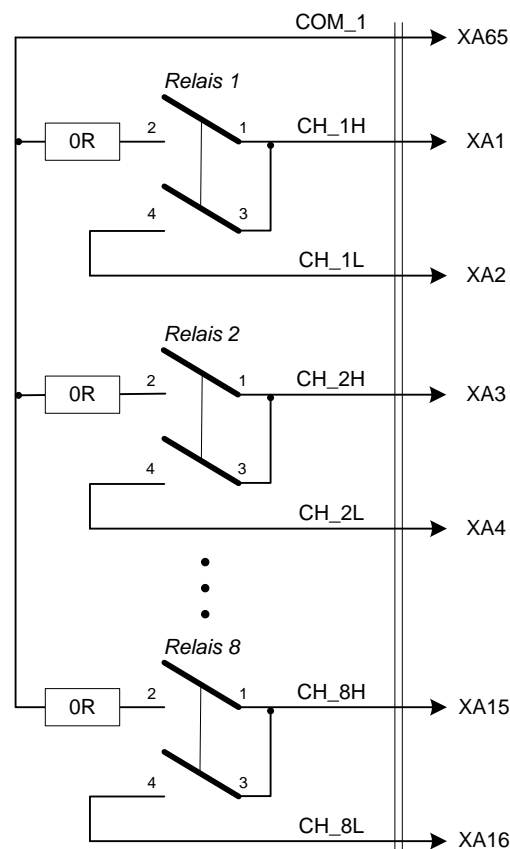 COM_1 XA65
Relais 1
2 1 CH_1H XA1
0R
4 3
CH_1L XA2
Relais 2
2 1 CH_2H XA3
0R
4 3
CH_2L XA4
Relais 8
2 1 CH_8H XA15
0R
4 3
CH_8L XA16